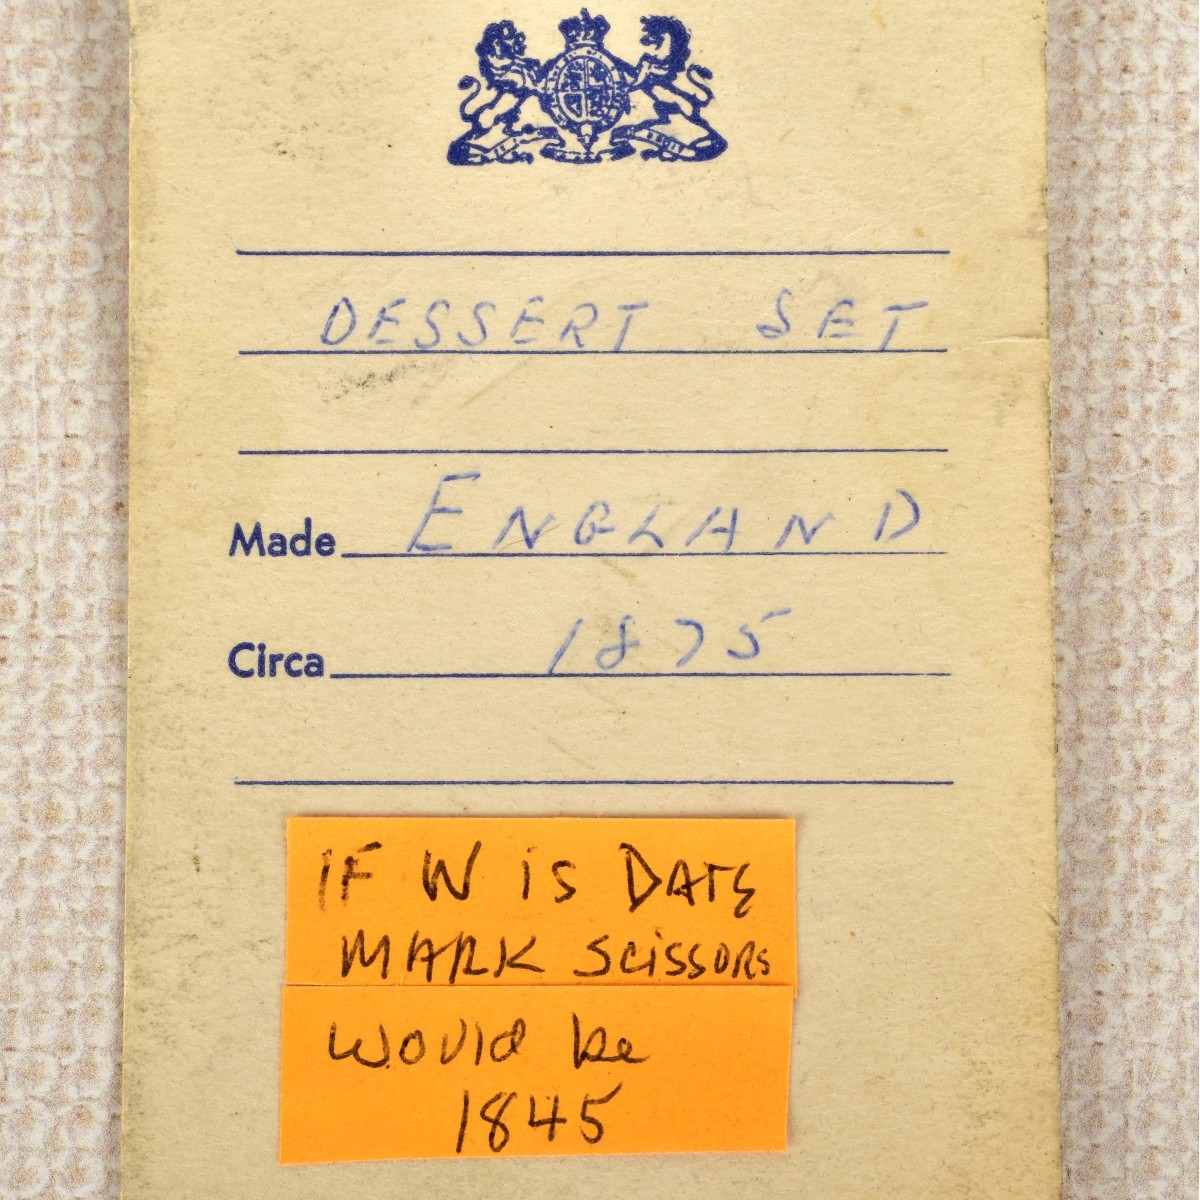 DESSERT SET
Made ENGLAND
Circa 1875
IF W is DATE
MARK SCiSSORS
Would be
1845